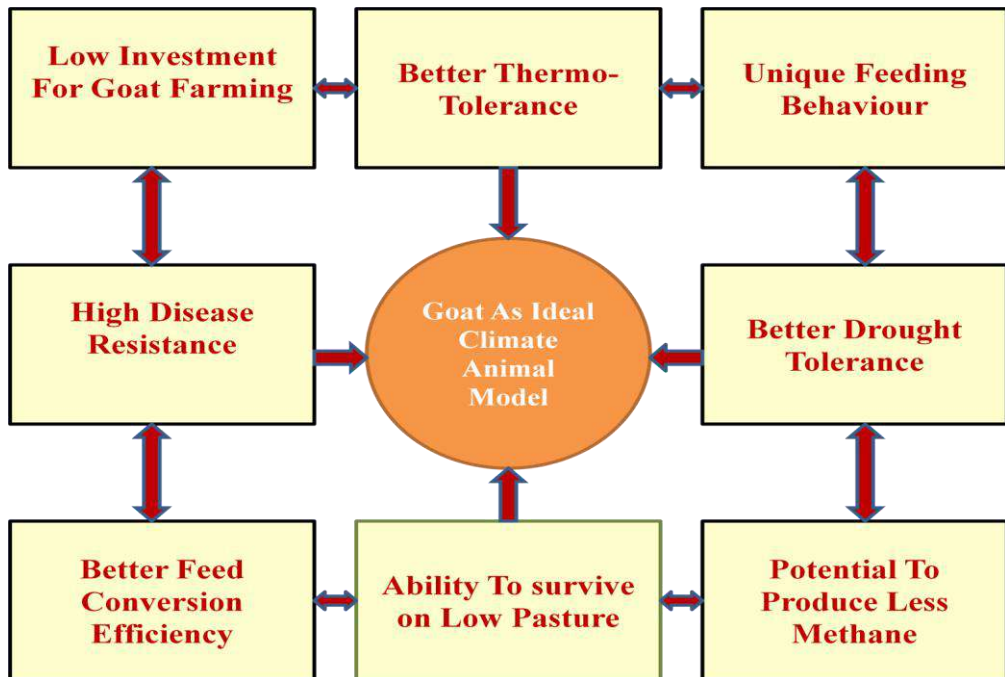 Low Investment
For Goat Farming
Better Thermo-
Tolerance
Unique Feeding
Behaviour
High Disease
Resistance
Goat As Ideal
Climate
Animal
Model
Better Drought
Tolerance
Better Feed
Conversion
Efficiency
Ability To survive
on Low Pasture
Potential To
Produce Less
Methane